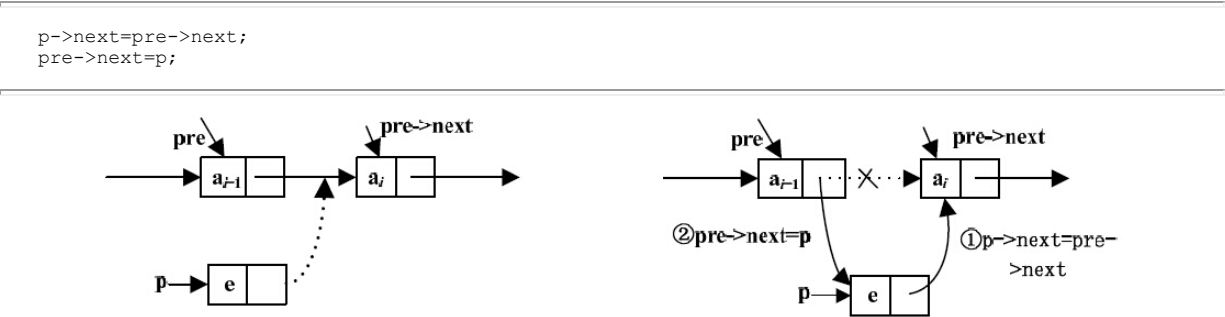 p->next=pre->next;
pre->next=p;
pre
pre->next
aᵢ₋₁
aᵢ
p
e
pre
pre->next
aᵢ₋₁
aᵢ
②pre->next=p
①p->next=pre-
>next
p
e